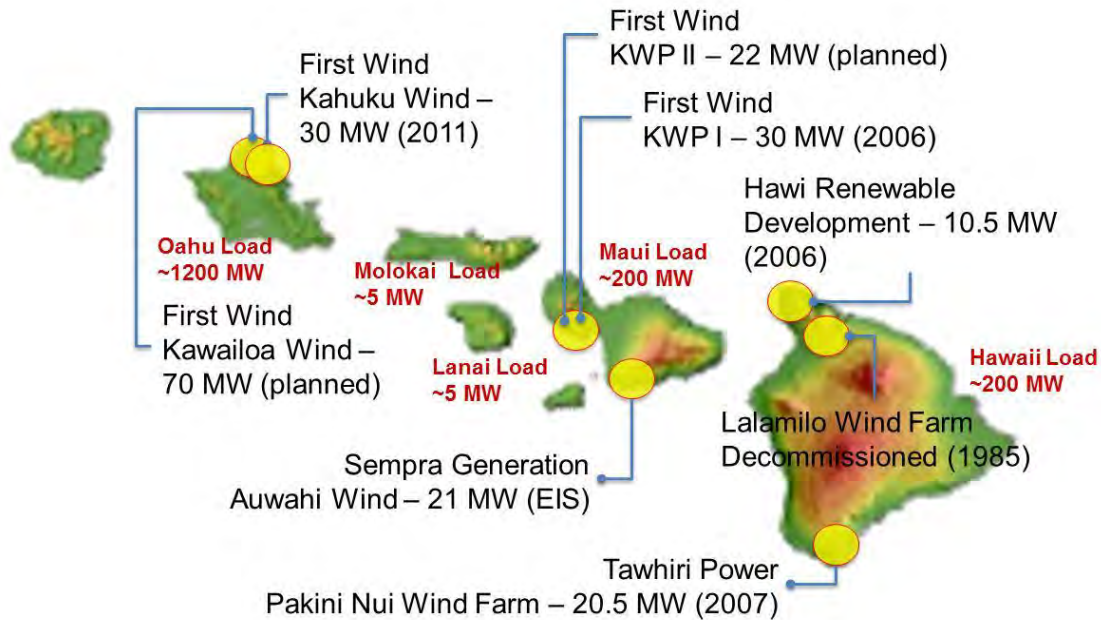 First Wind
KWP II – 22 MW (planned)
First Wind
Kahuku Wind –
30 MW (2011)
First Wind
KWP I – 30 MW (2006)
Hawi Renewable
Development – 10.5 MW
(2006)
Oahu Load
~1200 MW
Molokai Load
~5 MW
Maui Load
~200 MW
First Wind
Kawailoa Wind –
70 MW (planned)
Lanai Load
~5 MW
Hawaii Load
~200 MW
Lalamilo Wind Farm
Decommissioned (1985)
Sempra Generation
Auwahi Wind – 21 MW (EIS)
Tawhiri Power
Pakini Nui Wind Farm – 20.5 MW (2007)